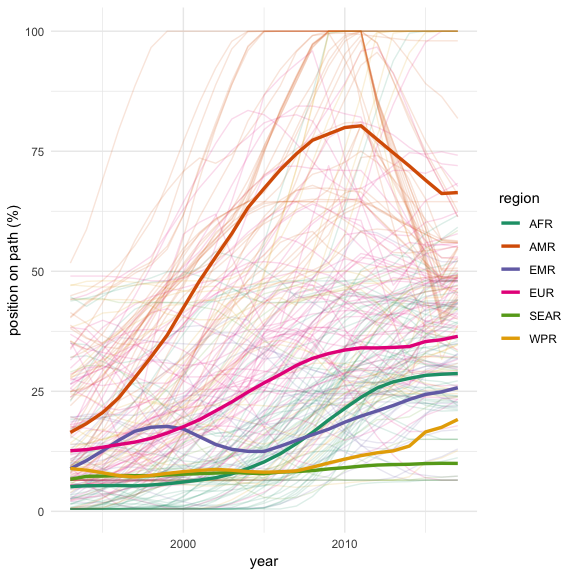 100
75
50
25
0
position on path (%)
2000
2010
year
region
AFR
AMR
EMR
EUR
SEAR
WPR